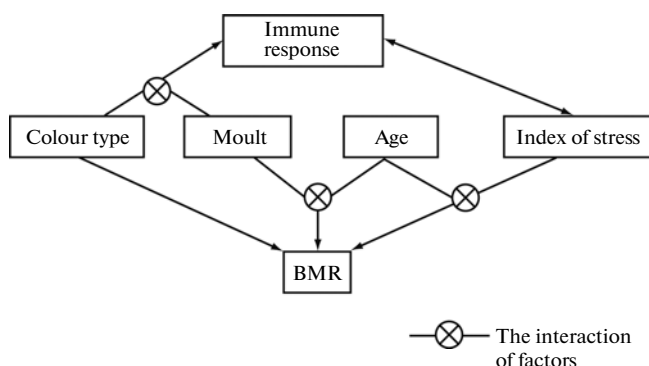 Immune
response
Colour type
Moult
Age
Index of stress
BMR
The interaction
of factors